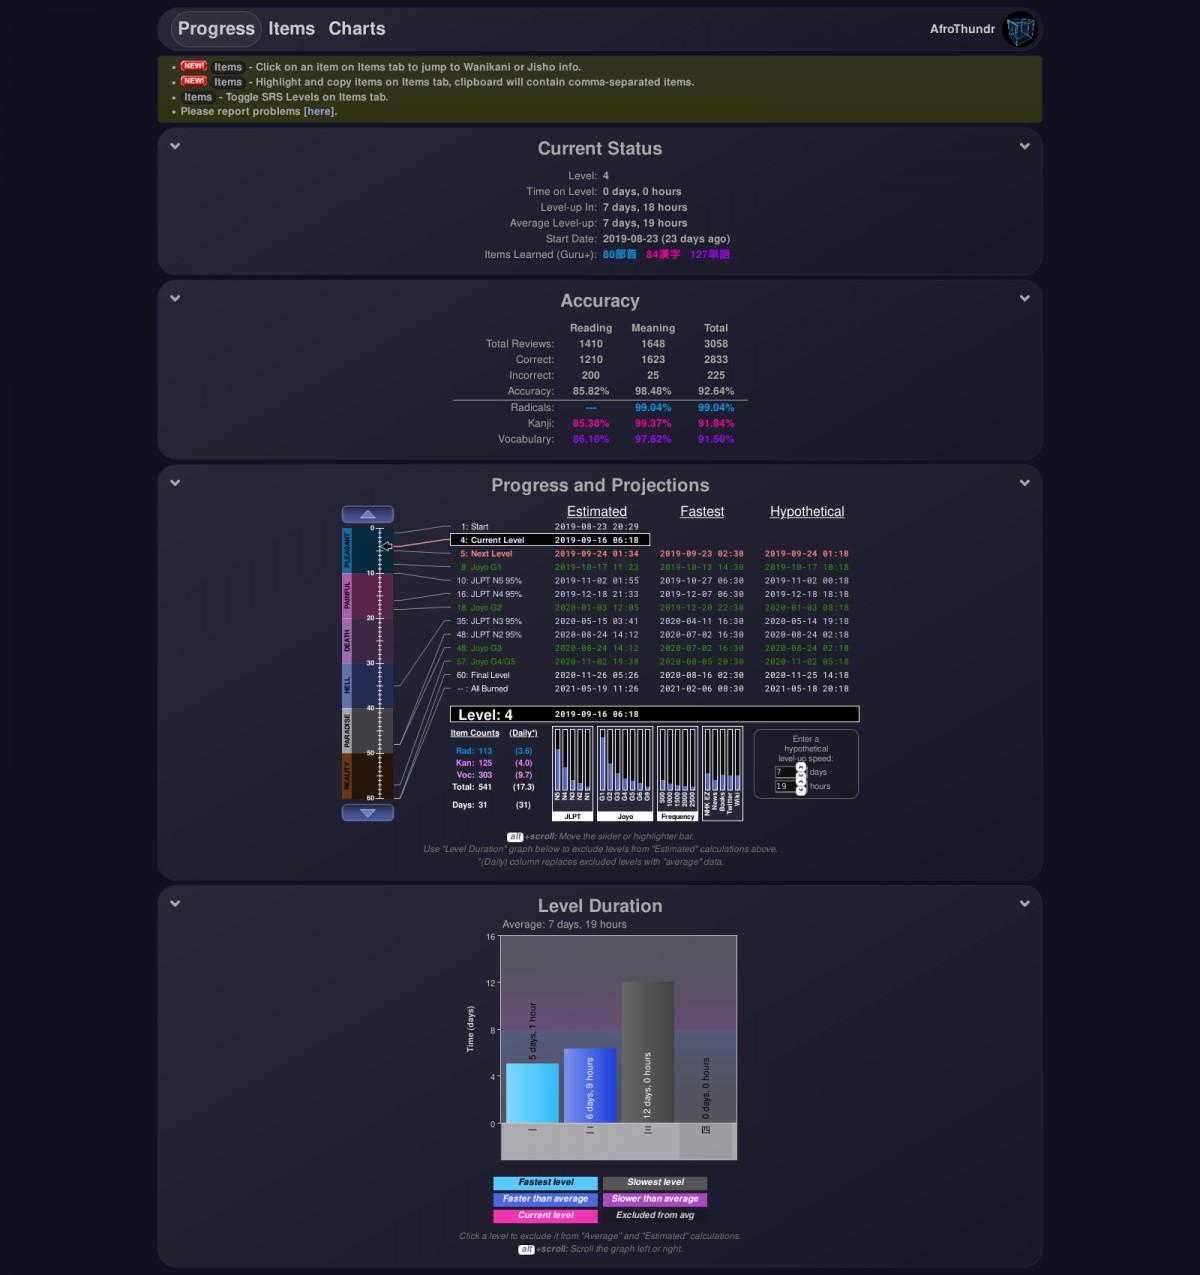 Progress Items Charts AfroThundr
• NEW! Items - Click on an item on Items tab to jump to Wanikani or Jisho info.
• NEW! Items - Highlight and copy items on Items tab, clipboard will contain comma-separated items.
• Items - Toggle SRS Levels on Items tab.
• Please report problems [here].
Current Status
Level: 4
Time on Level: 0 days, 0 hours
Level-up In: 7 days, 18 hours
Average Level-up: 7 days, 19 hours
Start Date: 2019-08-23 (23 days ago)
Items Learned (Guru+): 80部首 84漢字 127単語
Accuracy
Reading Meaning Total
Total Reviews: 1410 1648 3058
Correct: 1210 1623 2833
Incorrect: 200 25 225
Accuracy: 85.82% 98.48% 92.64%
Radicals: --- 99.04% 99.04%
Kanji: 85.38% 99.37% 91.84%
Vocabulary: 86.10% 97.62% 91.50%
Progress and Projections
Estimated Fastest Hypothetical
1: Start 2019-08-23 20:29
4: Current Level 2019-09-16 06:18
5: Next Level 2019-09-24 01:34 2019-09-23 02:30 2019-09-24 01:18
8: Joyo G1 2019-10-17 11:23 2019-10-13 14:30 2019-10-17 10:18
10: JLPT N5 95% 2019-11-02 01:55 2019-10-27 06:30 2019-11-02 00:18
16: JLPT N4 95% 2019-12-18 21:33 2019-12-07 06:30 2019-12-18 18:18
18: Joyo G2 2020-01-03 12:05 2019-12-20 22:30 2020-01-03 08:18
35: JLPT N3 95% 2020-05-15 03:41 2020-04-11 16:30 2020-05-14 19:18
48: JLPT N2 95% 2020-08-24 14:12 2020-07-02 16:30 2020-08-24 02:18
48: Joyo G3 2020-08-24 14:12 2020-07-02 16:30 2020-08-24 02:18
57: Joyo G4/G5 2020-11-02 19:38 2020-08-05 20:30 2020-11-02 05:18
60: Final Level 2020-11-26 05:26 2020-08-16 02:30 2020-11-25 14:18
-- : All Burned 2021-05-19 11:26 2021-02-06 08:30 2021-05-18 20:18
0
10
20
30
40
50
60
PLEASANT
PAINFUL
DEATH
HELL
PARADISE
REALITY
Level: 4 2019-09-16 06:18
Item Counts (Daily*)
Rad: 113 (3.6)
Kan: 125 (4.0)
Voc: 303 (9.7)
Total: 541 (17.3)
Days: 31 (31)
N5 N4 N3 N2 N1
JLPT
G1 G2 G3 G4 G5 G6 G9
Joyo
500 1000 1500 2000 2500
Frequency
NHK EZ News Books Twitter Wiki
Enter a
hypothetical
level-up speed:
7 days
19 hours
alt+scroll: Move the slider or highlighter bar.
Use "Level Duration" graph below to exclude levels from "Estimated" calculations above.
*(Daily) column replaces excluded levels with "average" data.
Level Duration
Average: 7 days, 19 hours
Time (days)
16
12
8
4
0
5 days, 1 hour
6 days, 9 hours
12 days, 0 hours
0 days, 0 hours
一 二 三 四
Fastest level Slowest level
Faster than average Slower than average
Current level Excluded from avg
Click a level to exclude it from "Average" and "Estimated" calculations.
alt+scroll: Scroll the graph left or right.